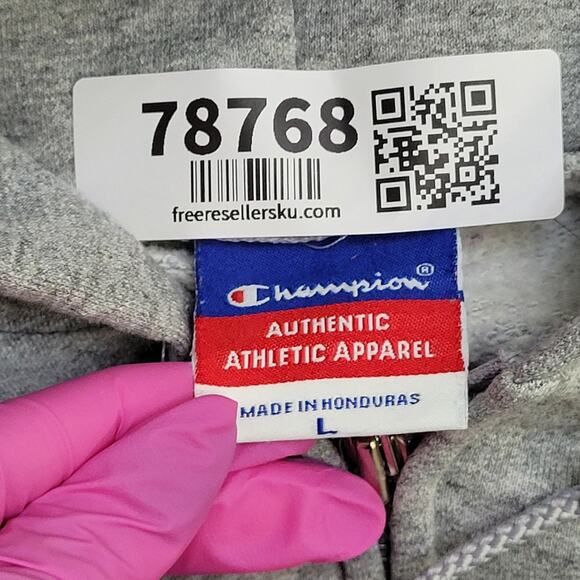 78768
freeresellersku.com
Champion®
AUTHENTIC
ATHLETIC APPAREL
MADE IN HONDURAS
L